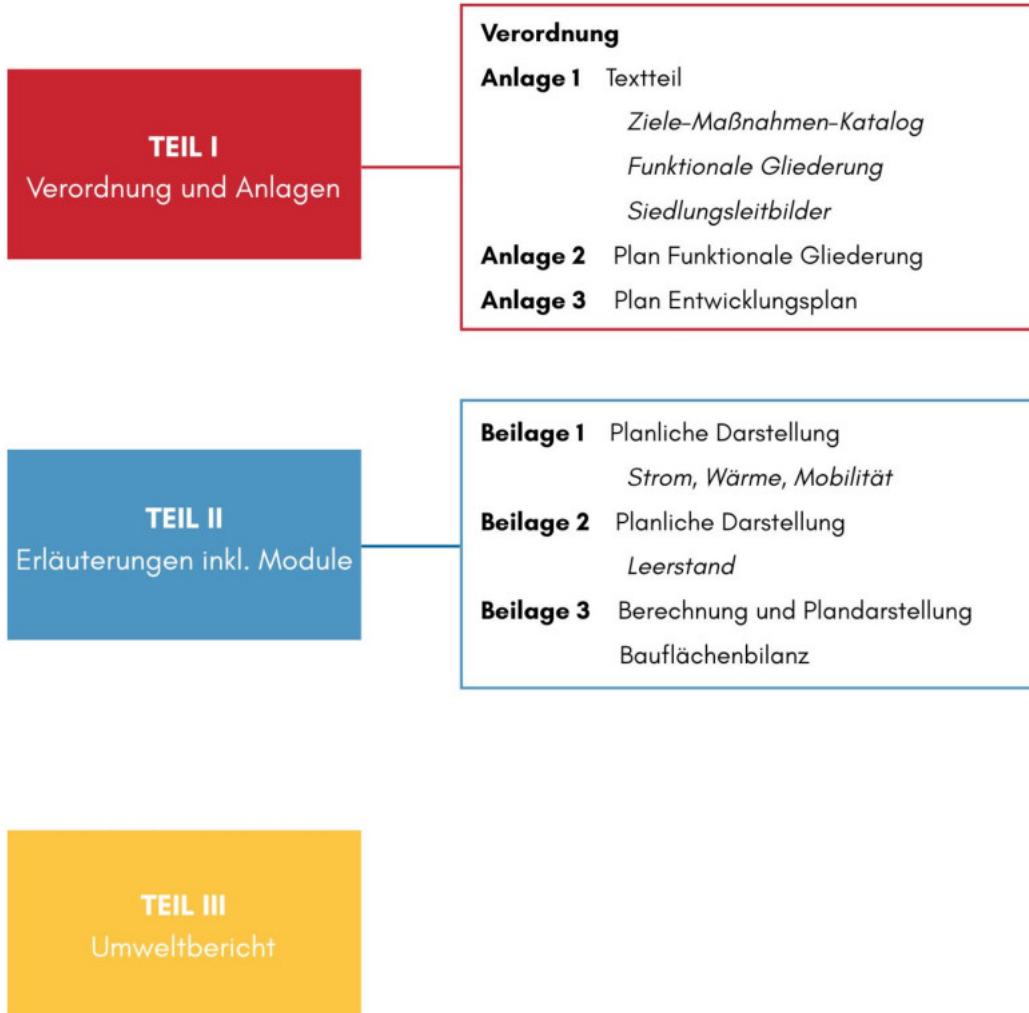 TEIL I
Verordnung und Anlagen
Verordnung
Anlage 1 Textteil
Ziele-Maßnahmen-Katalog
Funktionale Gliederung
Siedlungsleitbilder
Anlage 2 Plan Funktionale Gliederung
Anlage 3 Plan Entwicklungsplan
TEIL II
Erläuterungen inkl. Module
Beilage 1 Planliche Darstellung
Strom, Wärme, Mobilität
Beilage 2 Planliche Darstellung
Leerstand
Beilage 3 Berechnung und Plandarstellung
Bauflächenbilanz
TEIL III
Umweltbericht